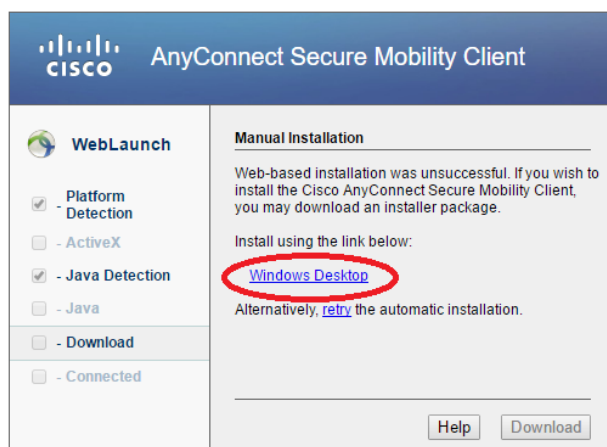 CISCO
AnyConnect Secure Mobility Client
WebLaunch
- Platform
Detection
- ActiveX
- Java Detection
- Java
- Download
- Connected
Manual Installation
Web-based installation was unsuccessful. If you wish to
install the Cisco AnyConnect Secure Mobility Client,
you may download an installer package.
Install using the link below:
Windows Desktop
Alternatively, retry the automatic installation.
Help
Download